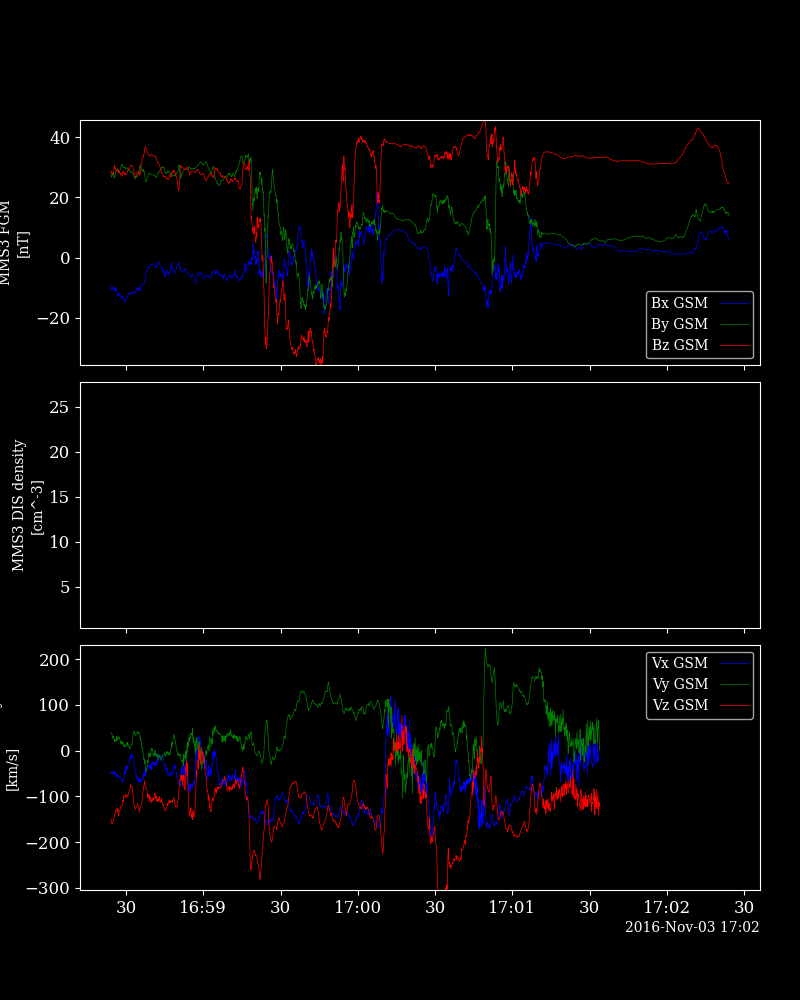 MMS3 FGM
[nT]
40
20
0
−20
Bx GSM
By GSM
Bz GSM
MMS3 DIS density
[cm^-3]
25
20
15
10
5
[km/s]
200
100
0
−100
−200
−300
Vx GSM
Vy GSM
Vz GSM
30 16:59 30 17:00 30 17:01 30 17:02 30
2016-Nov-03 17:02